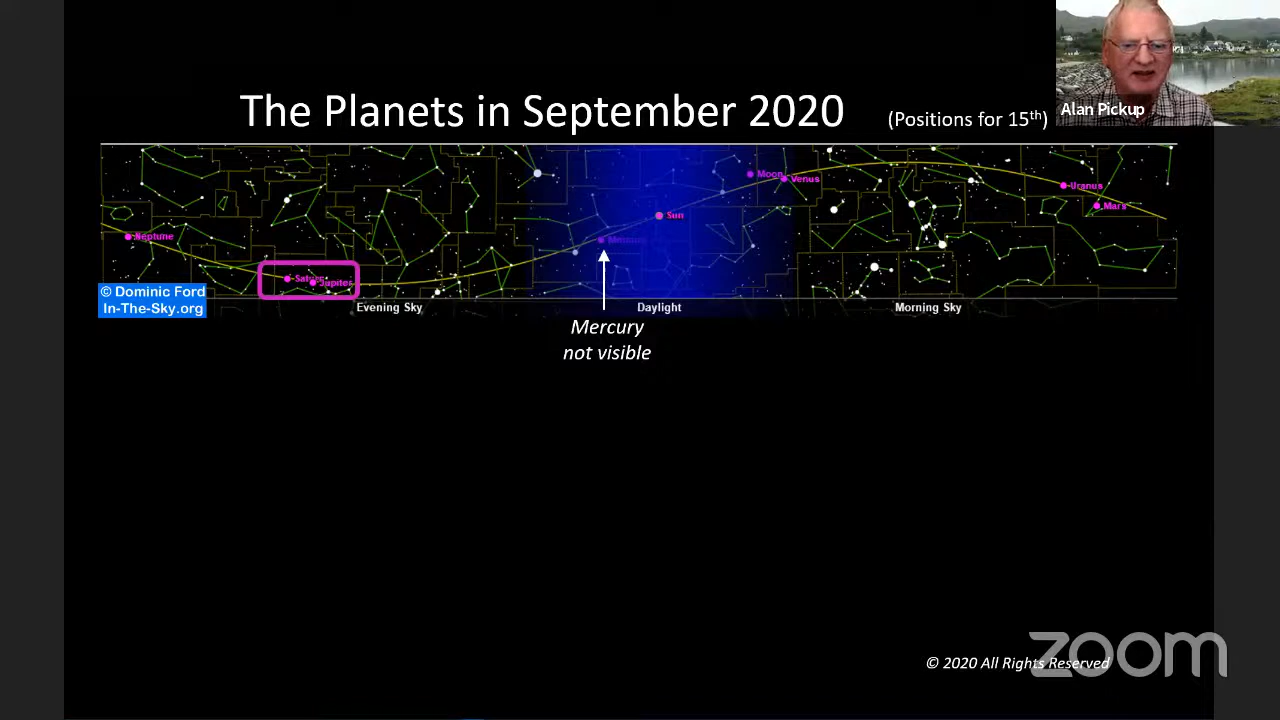 The Planets in September 2020
(Positions for 15th)
Alan Pickup
Moon
Venus
Uranus
Mars
Sun
Neptune
Mercury
Saturn
Jupiter
© Dominic Ford
In-The-Sky.org
Evening Sky
Daylight
Morning Sky
Mercury
not visible
© 2020 All Rights Reserved
zoom